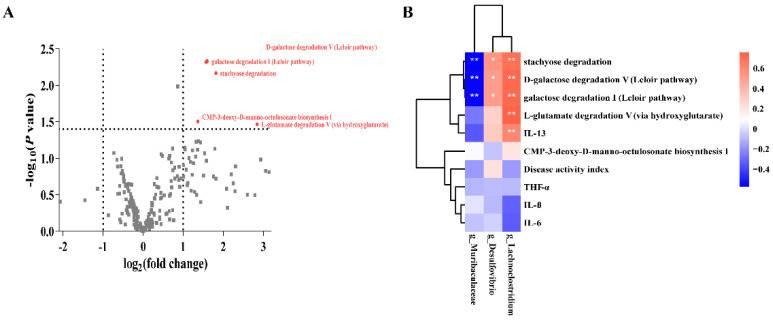 A
D-galactose degradation V (Leloir pathway)
galactose degradation I (Leloir pathway)
stachyose degradation
CMP-3-deoxy-D-manno-octulosonate biosynthesis I
L-glutamate degradation V (via hydroxyglutarate)
2.5
2.0
1.5
1.0
0.5
0.0
-log10(P value)
-2 -1 0 1 2 3
log2(fold change)
B
** * ** stachyose degradation
** * ** D-galactose degradation V (Leloir pathway)
** * ** galactose degradation I (Leloir pathway)
** L-glutamate degradation V (via hydroxyglutarate)
** IL-13
CMP-3-deoxy-D-manno-octulosonate biosynthesis I
Disease activity index
THF-α
IL-8
IL-6
g_Muribaculaceae
g_Desulfovibrio
g_Lachnoclostridium
0.6
0.4
0.2
0
-0.2
-0.4